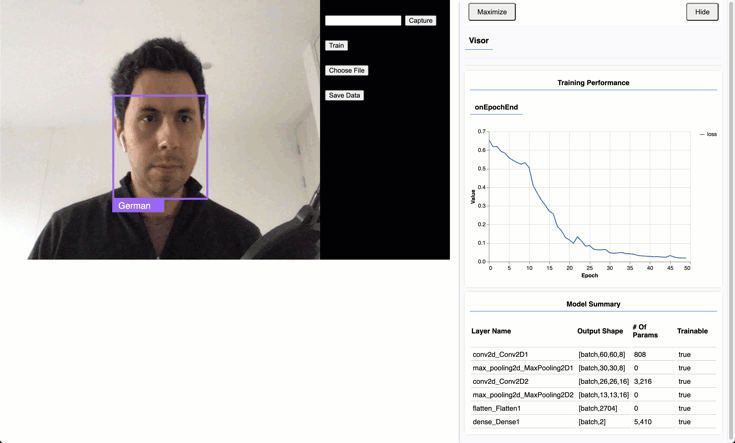 Capture
Train
Choose File
Save Data
German
Maximize
Hide
Visor
Training Performance
onEpochEnd
loss
Value
0.7
0.6
0.5
0.4
0.3
0.2
0.1
0.0
0 5 10 15 20 25 30 35 40 45 50
Epoch
Model Summary
Layer Name Output Shape # Of Params Trainable
conv2d_Conv2D1 [batch,60,60,8] 808 true
max_pooling2d_MaxPooling2D1 [batch,30,30,8] 0 true
conv2d_Conv2D2 [batch,26,26,16] 3,216 true
max_pooling2d_MaxPooling2D2 [batch,13,13,16] 0 true
flatten_Flatten1 [batch,2704] 0 true
dense_Dense1 [batch,2] 5,410 true